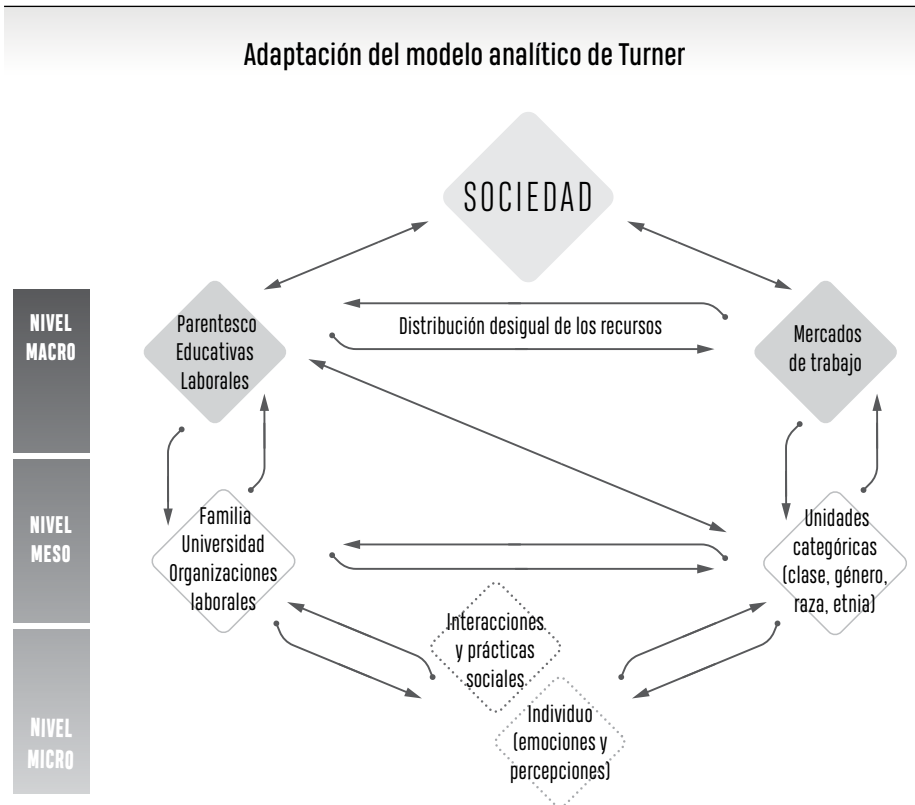 Adaptación del modelo analítico de Turner
SOCIEDAD
NIVEL
MACRO
Parentesco
Educativas
Laborales
Distribución desigual de los recursos
Mercados
de trabajo
NIVEL
MESO
Familia
Universidad
Organizaciones
laborales
Unidades
categóricas
(clase, género,
raza, etnia)
Interacciones
y prácticas
sociales
NIVEL
MICRO
Individuo
(emociones y
percepciones)